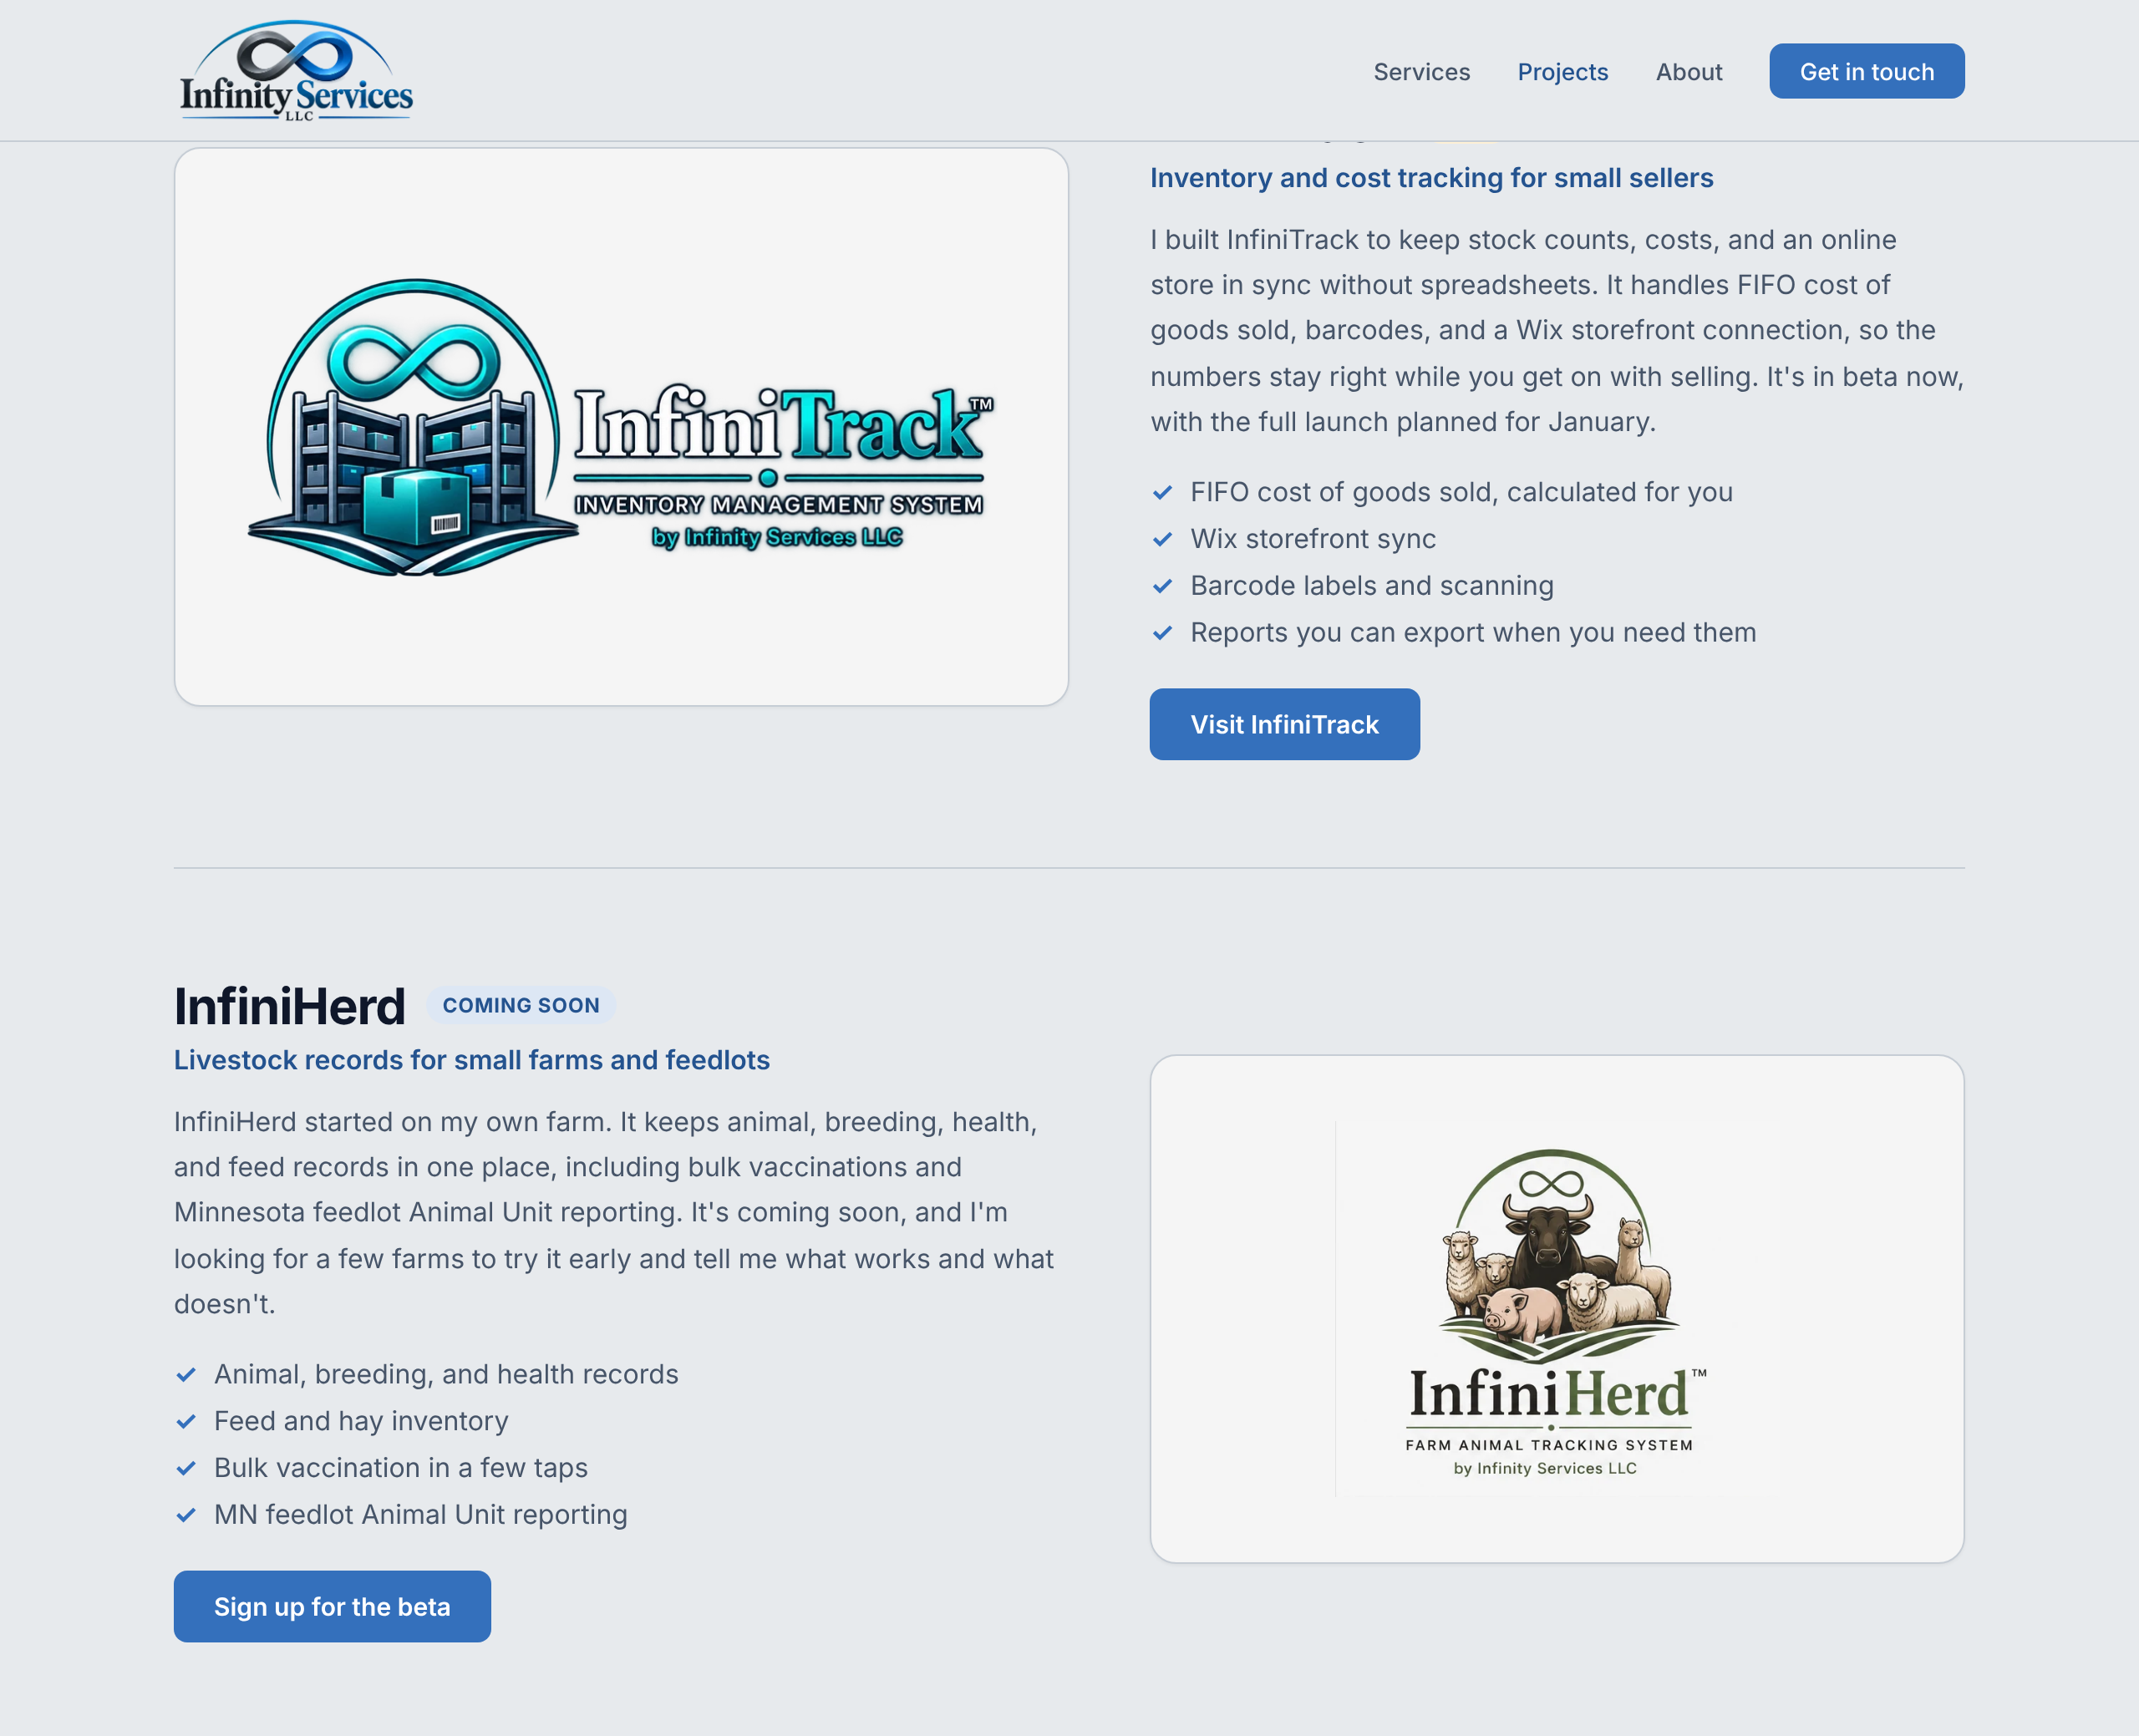 Infinity Services
LLC
Services
Projects
About
Get in touch
InfiniTrack™
INVENTORY MANAGEMENT SYSTEM
by Infinity Services LLC
Inventory and cost tracking for small sellers
I built InfiniTrack to keep stock counts, costs, and an online
store in sync without spreadsheets. It handles FIFO cost of
goods sold, barcodes, and a Wix storefront connection, so the
numbers stay right while you get on with selling. It's in beta now,
with the full launch planned for January.
FIFO cost of goods sold, calculated for you
Wix storefront sync
Barcode labels and scanning
Reports you can export when you need them
Visit InfiniTrack
InfiniHerd
COMING SOON
Livestock records for small farms and feedlots
InfiniHerd started on my own farm. It keeps animal, breeding, health,
and feed records in one place, including bulk vaccinations and
Minnesota feedlot Animal Unit reporting. It's coming soon, and I'm
looking for a few farms to try it early and tell me what works and what
doesn't.
Animal, breeding, and health records
Feed and hay inventory
Bulk vaccination in a few taps
MN feedlot Animal Unit reporting
Sign up for the beta
InfiniHerd™
FARM ANIMAL TRACKING SYSTEM
by Infinity Services LLC